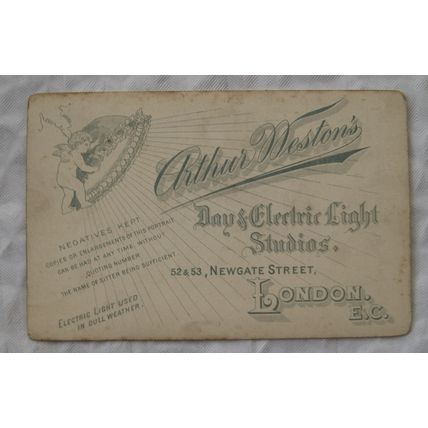 Arthur Weston's
Day & Electric Light
Studios.
52 & 53, NEWGATE STREET,
LONDON.
E.C.
NEGATIVES KEPT.
COPIES OR ENLARGEMENTS OF THIS PORTRAIT
CAN BE HAD AT ANY TIME, WITHOUT
QUOTING NUMBER
THE NAME OF SITTER BEING SUFFICIENT
ELECTRIC LIGHT USED
IN DULL WEATHER.